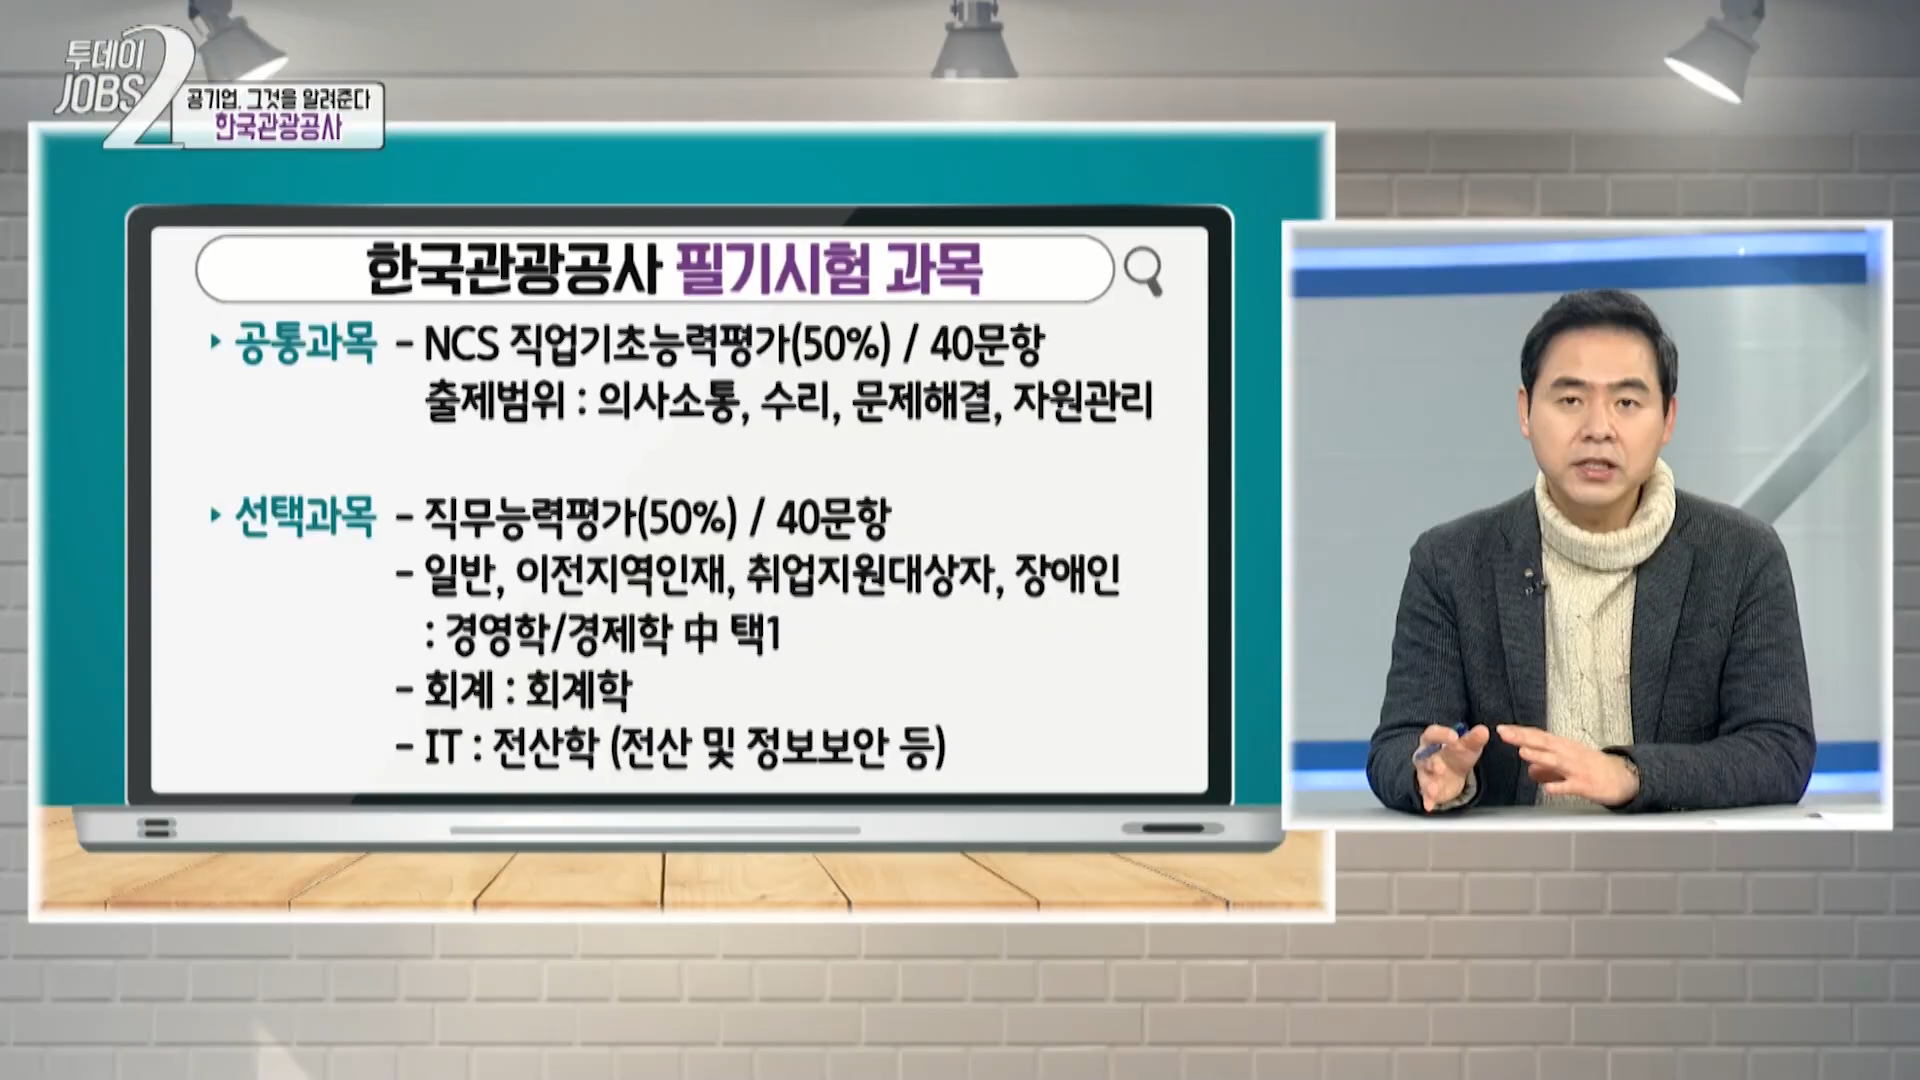 투데이
JOBS 2
공기업, 그것을 알려준다
한국관광공사
한국관광공사 필기시험 과목
▸ 공통과목 - NCS 직업기초능력평가(50%) / 40문항
출제범위 : 의사소통, 수리, 문제해결, 자원관리
▸ 선택과목 - 직무능력평가(50%) / 40문항
- 일반, 이전지역인재, 취업지원대상자, 장애인
: 경영학/경제학 中 택1
- 회계 : 회계학
- IT : 전산학 (전산 및 정보보안 등)